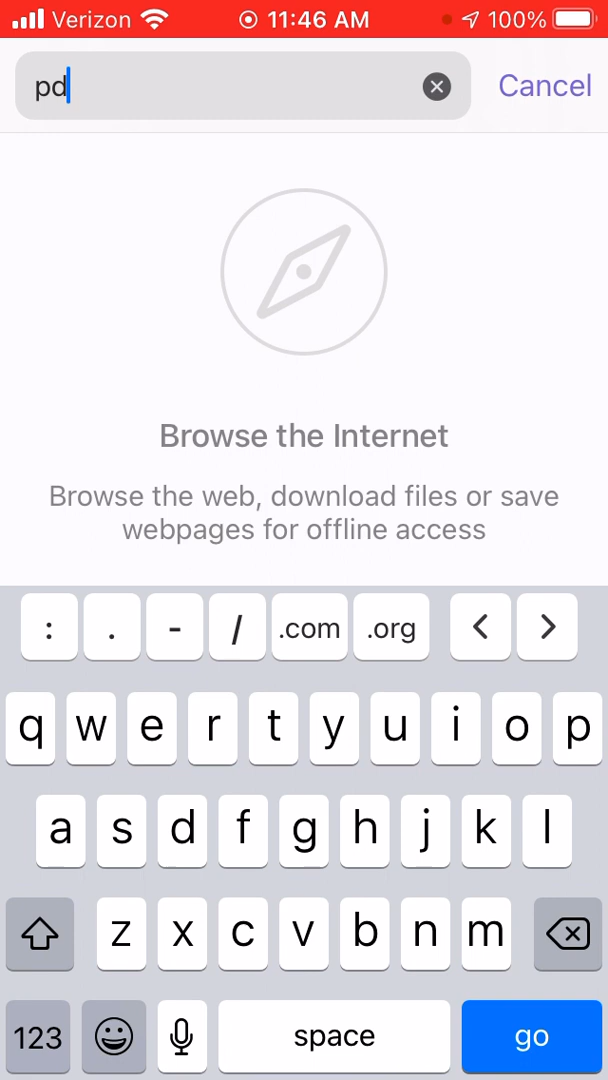 Verizon 11:46 AM 100%
pd Cancel
Browse the Internet
Browse the web, download files or save
webpages for offline access
: . - / .com .org < >
q w e r t y u i o p
a s d f g h j k l
z x c v b n m
123 space go